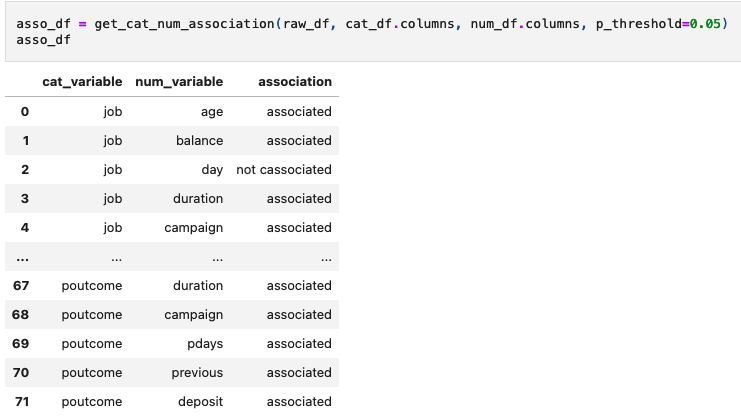 asso_df = get_cat_num_association(raw_df, cat_df.columns, num_df.columns, p_threshold=0.05)
asso_df
cat_variable num_variable association
0 job age associated
1 job balance associated
2 job day not cassociated
3 job duration associated
4 job campaign associated
... ... ... ...
67 poutcome duration associated
68 poutcome campaign associated
69 poutcome pdays associated
70 poutcome previous associated
71 poutcome deposit associated